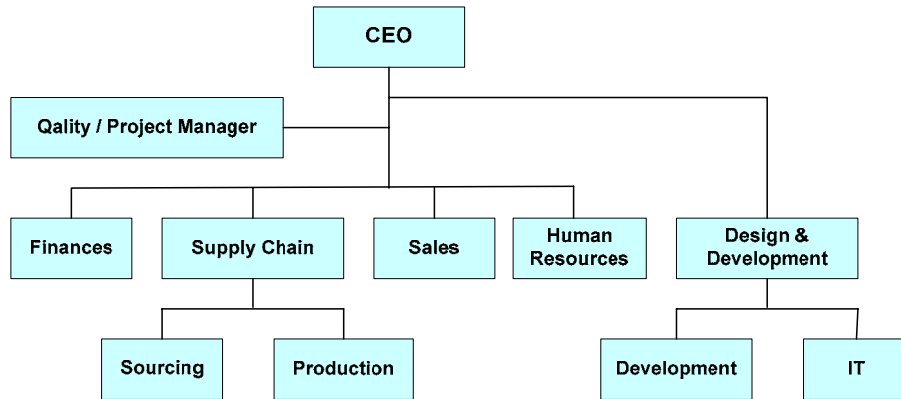 CEO
Qality / Project Manager
Finances
Supply Chain
Sales
Human
Resources
Design &
Development
Sourcing
Production
Development
IT